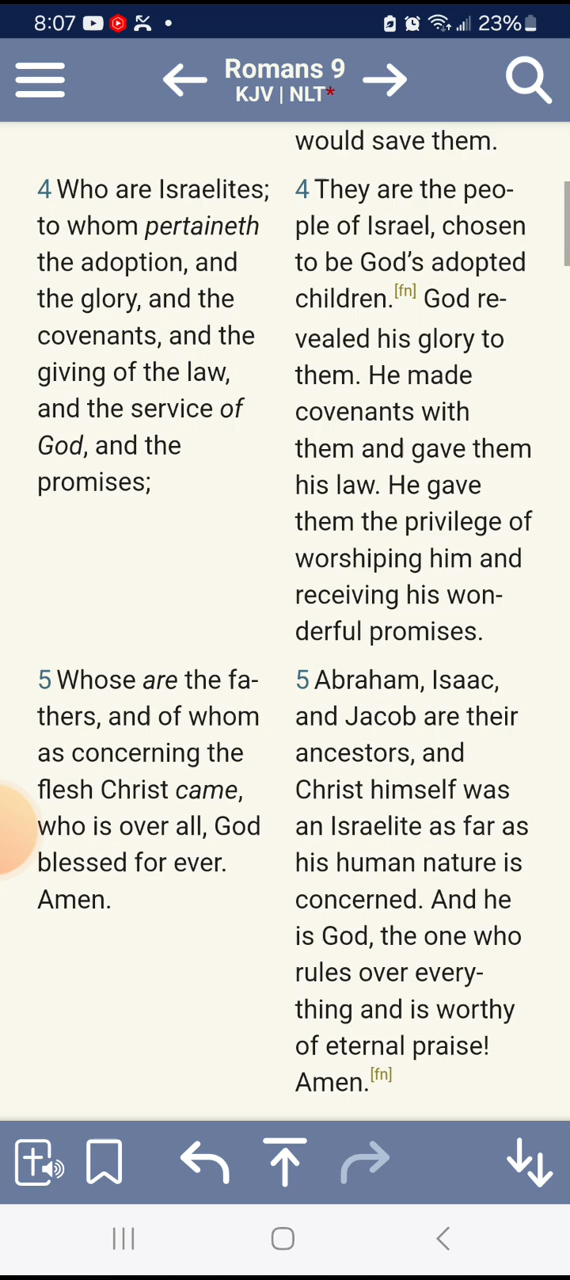 8:07
23%
Romans 9
KJV | NLT*
would save them.
4 Who are Israelites;
to whom pertaineth
the adoption, and
the glory, and the
covenants, and the
giving of the law,
and the service of
God, and the
promises;
4 They are the peo-
ple of Israel, chosen
to be God's adopted
children.[fn] God re-
vealed his glory to
them. He made
covenants with
them and gave them
his law. He gave
them the privilege of
worshiping him and
receiving his won-
derful promises.
5 Whose are the fa-
thers, and of whom
as concerning the
flesh Christ came,
who is over all, God
blessed for ever.
Amen.
5 Abraham, Isaac,
and Jacob are their
ancestors, and
Christ himself was
an Israelite as far as
his human nature is
concerned. And he
is God, the one who
rules over every-
thing and is worthy
of eternal praise!
Amen.[fn]